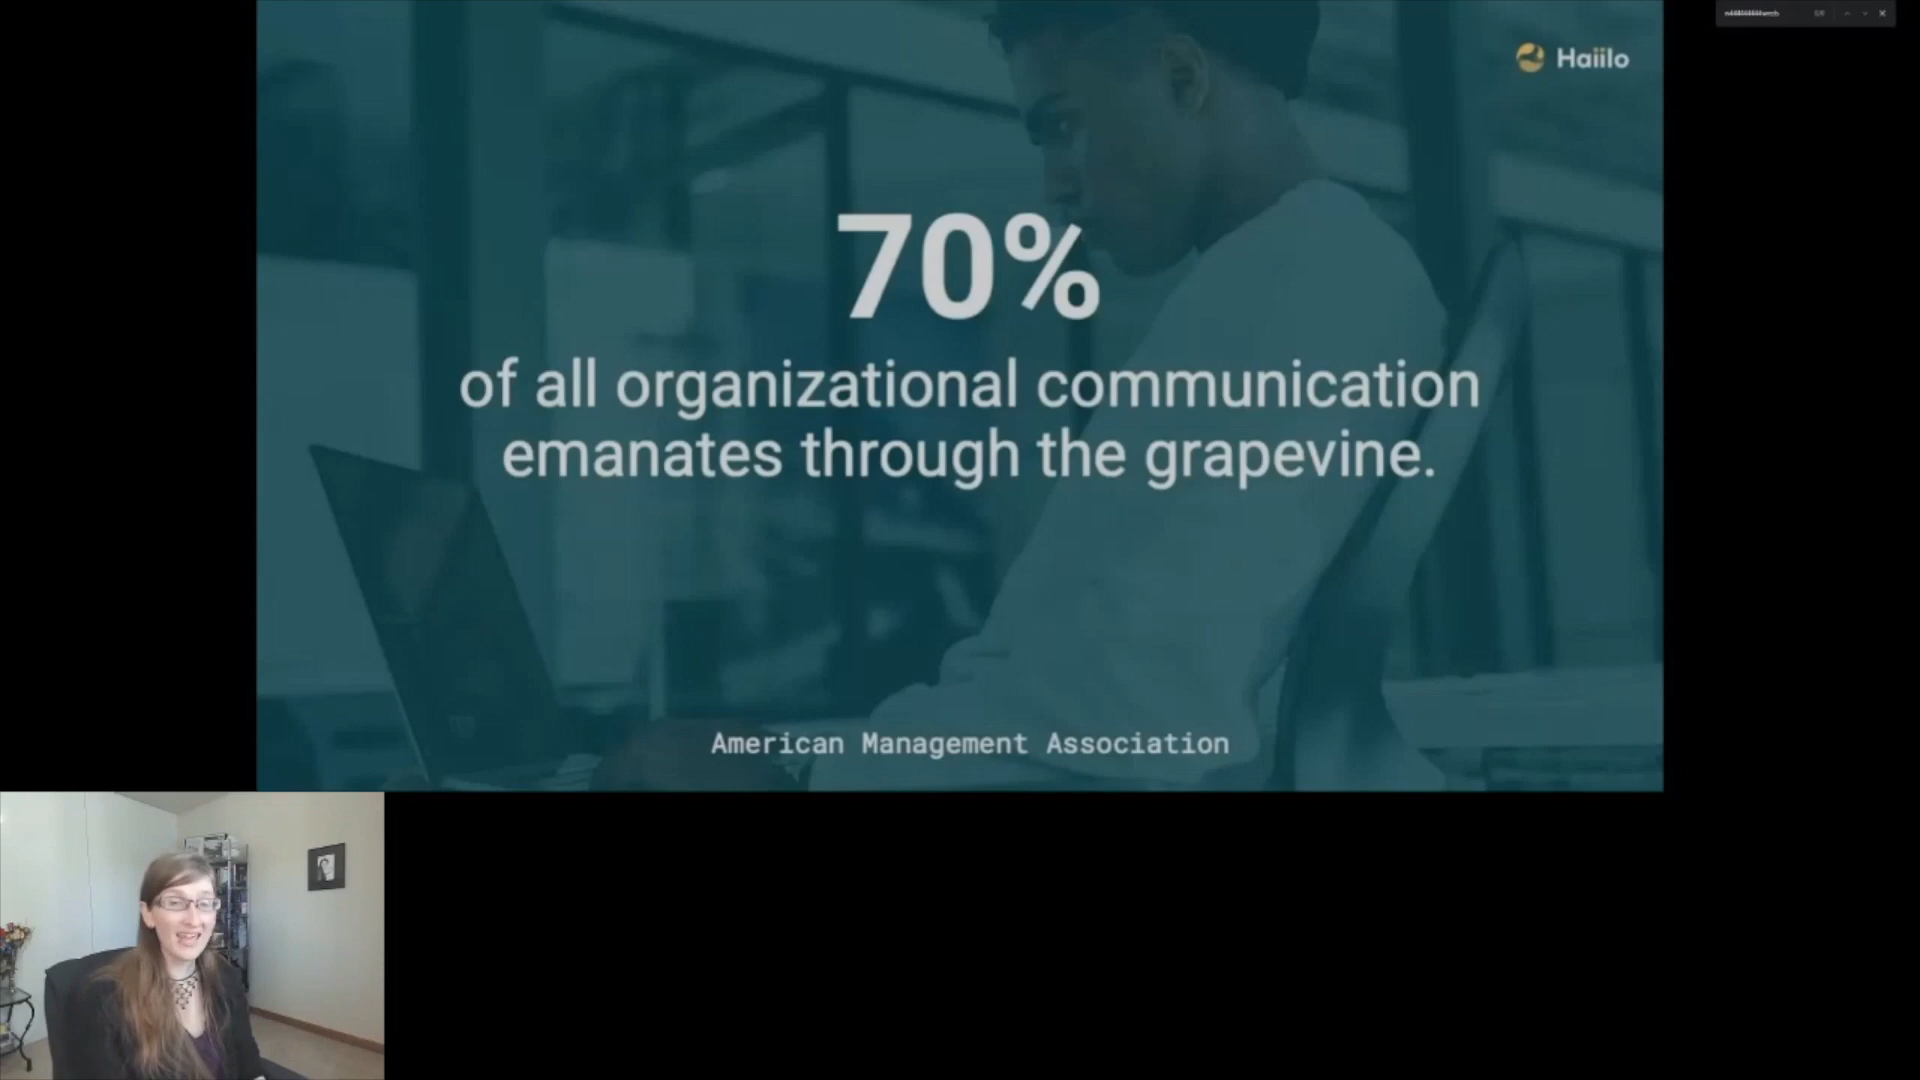 Haiilo
70%
of all organizational communication
emanates through the grapevine.
American Management Association